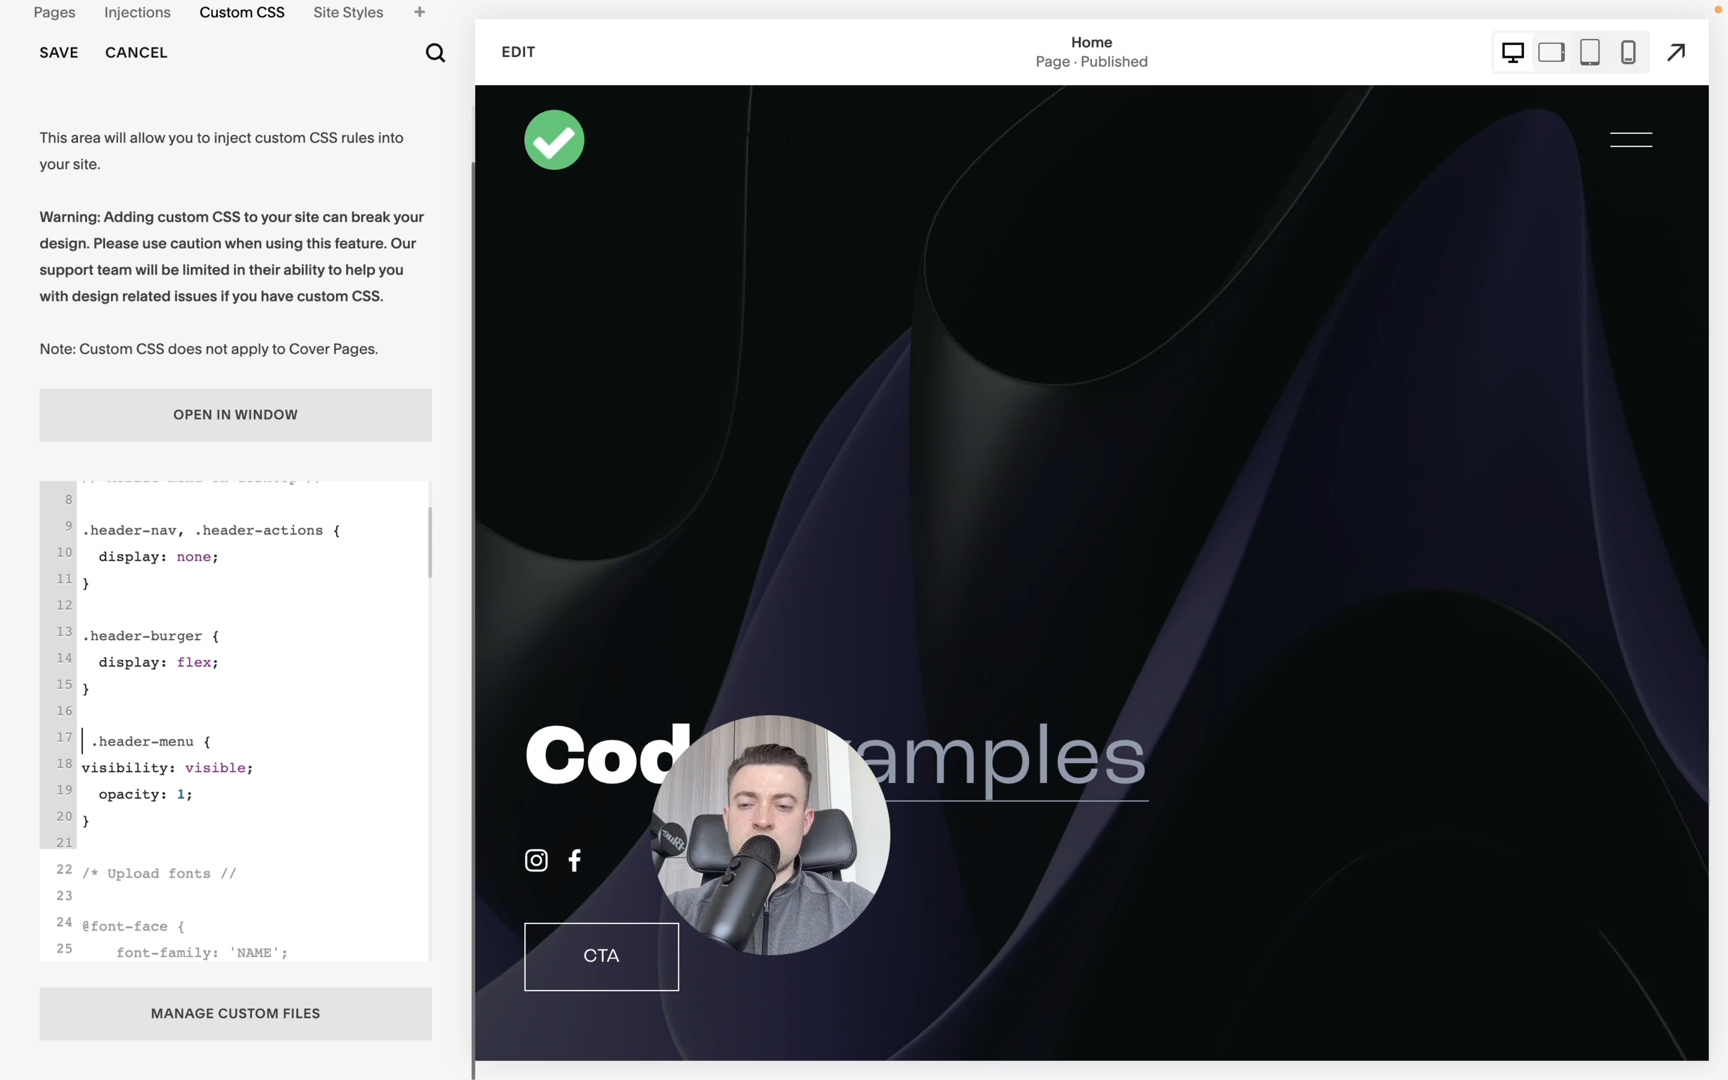 Pages Injections Custom CSS Site Styles +
SAVE CANCEL
EDIT
Home
Page · Published
This area will allow you to inject custom CSS rules into
your site.
Warning: Adding custom CSS to your site can break your
design. Please use caution when using this feature. Our
support team will be limited in their ability to help you
with design related issues if you have custom CSS.
Note: Custom CSS does not apply to Cover Pages.
OPEN IN WINDOW
8
9 .header-nav, .header-actions {
10 display: none;
11 }
12
13 .header-burger {
14 display: flex;
15 }
16
17 .header-menu {
18 visibility: visible;
19 opacity: 1;
20 }
21
22 /* Upload fonts //
23
24 @font-face {
25 font-family: 'NAME';
MANAGE CUSTOM FILES
Cod amples
CTA